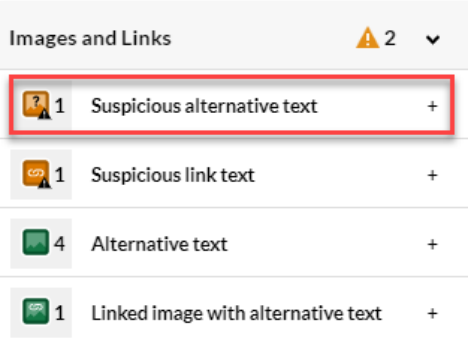 Images and Links 2
1 Suspicious alternative text +
1 Suspicious link text +
4 Alternative text +
1 Linked image with alternative text +